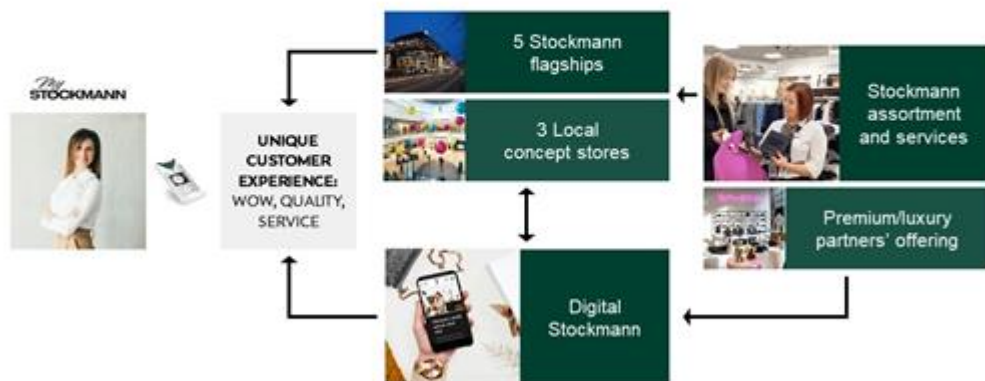 My
STOCKMANN
UNIQUE
CUSTOMER
EXPERIENCE:
WOW, QUALITY,
SERVICE
5 Stockmann
flagships
3 Local
concept stores
Digital
Stockmann
Stockmann
assortment
and services
Premium/luxury
partners' offering